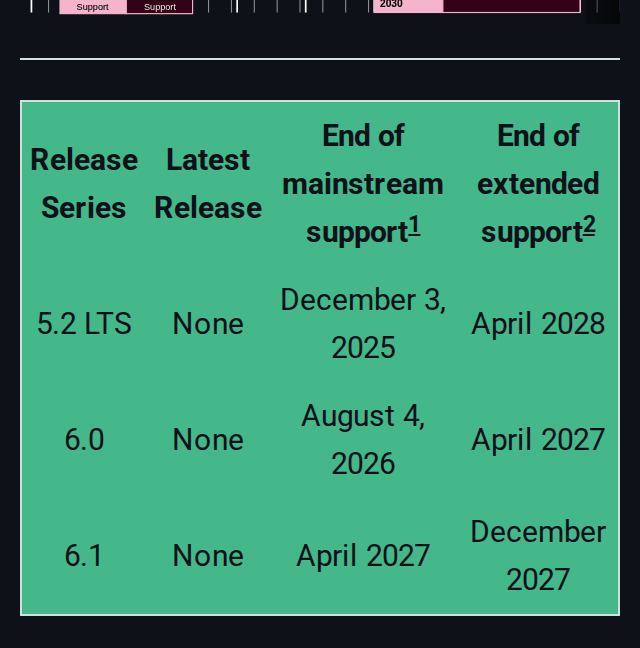 Support
Support
2030
Release Series
Latest Release
End of mainstream support1
End of extended support2
5.2 LTS
None
December 3, 2025
April 2028
6.0
None
August 4, 2026
April 2027
6.1
None
April 2027
December 2027